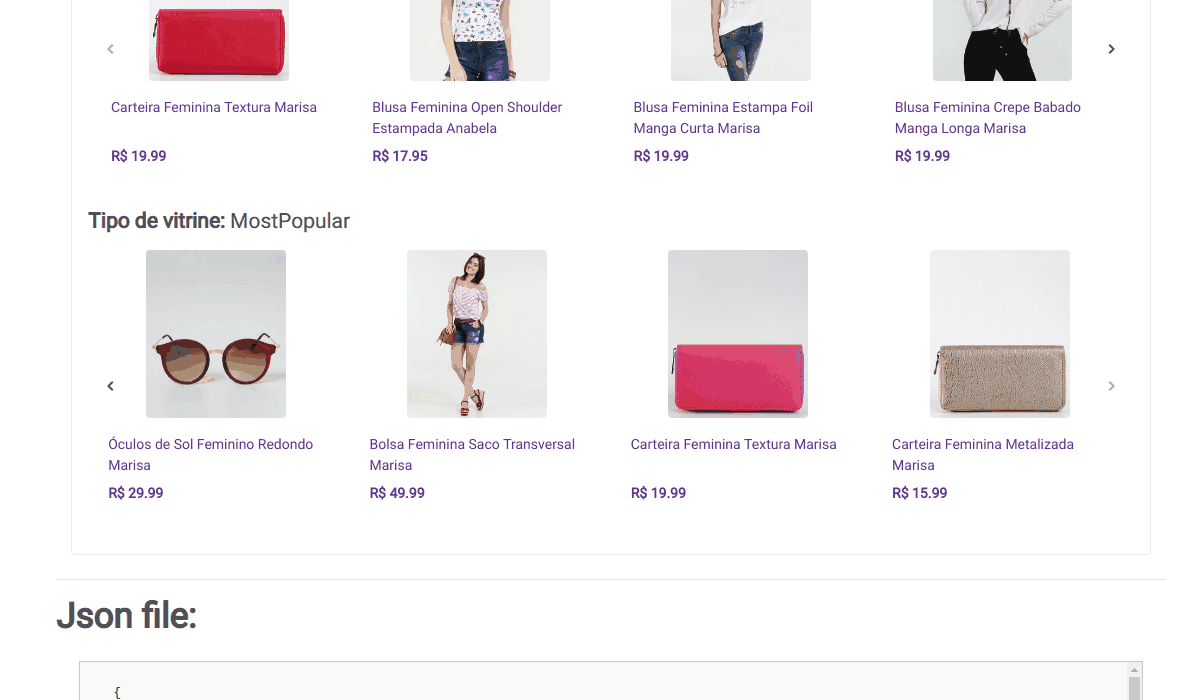 Carteira Feminina Textura Marisa
R$ 19.99
Blusa Feminina Open Shoulder
Estampada Anabela
R$ 17.95
Blusa Feminina Estampa Foil
Manga Curta Marisa
R$ 19.99
Blusa Feminina Crepe Babado
Manga Longa Marisa
R$ 19.99
Tipo de vitrine: MostPopular
Óculos de Sol Feminino Redondo
Marisa
R$ 29.99
Bolsa Feminina Saco Transversal
Marisa
R$ 49.99
Carteira Feminina Textura Marisa
R$ 19.99
Carteira Feminina Metalizada
Marisa
R$ 15.99
Json file:
{